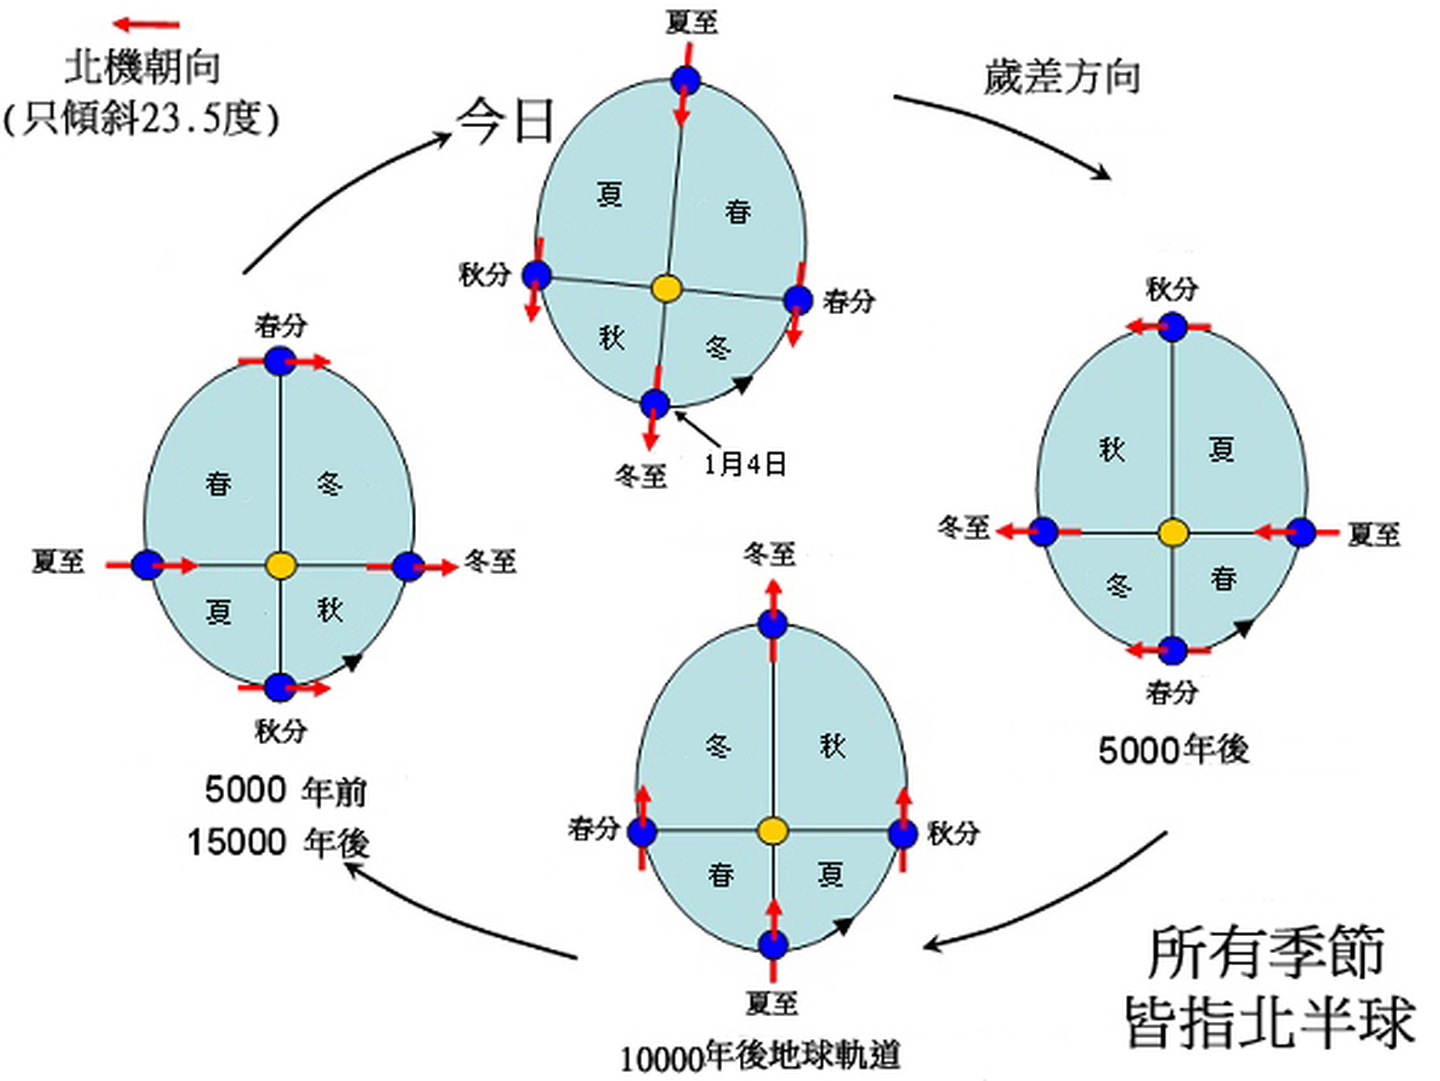 北機朝向
(只傾斜23.5度)
今日
歲差方向
夏至
夏
春
秋分
春分
秋
冬
冬至
1月4日
春分
春
冬
夏至
冬至
夏
秋
秋分
5000 年前
15000 年後
秋分
秋
夏
冬至
夏至
冬
春
春分
5000年後
冬至
冬
秋
春分
秋分
春
夏
夏至
10000年後地球軌道
所有季節
皆指北半球